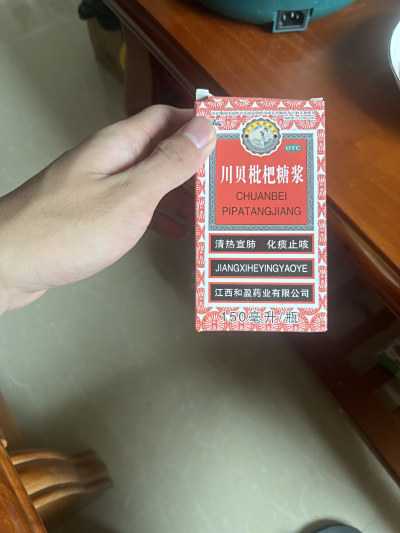 OTC
川贝枇杷糖浆
CHUANBEI
PIPATANGJIANG
清热宣肺 化痰止咳
JIANGXIHEYINGYAOYE
江西和盈药业有限公司
150毫升/瓶